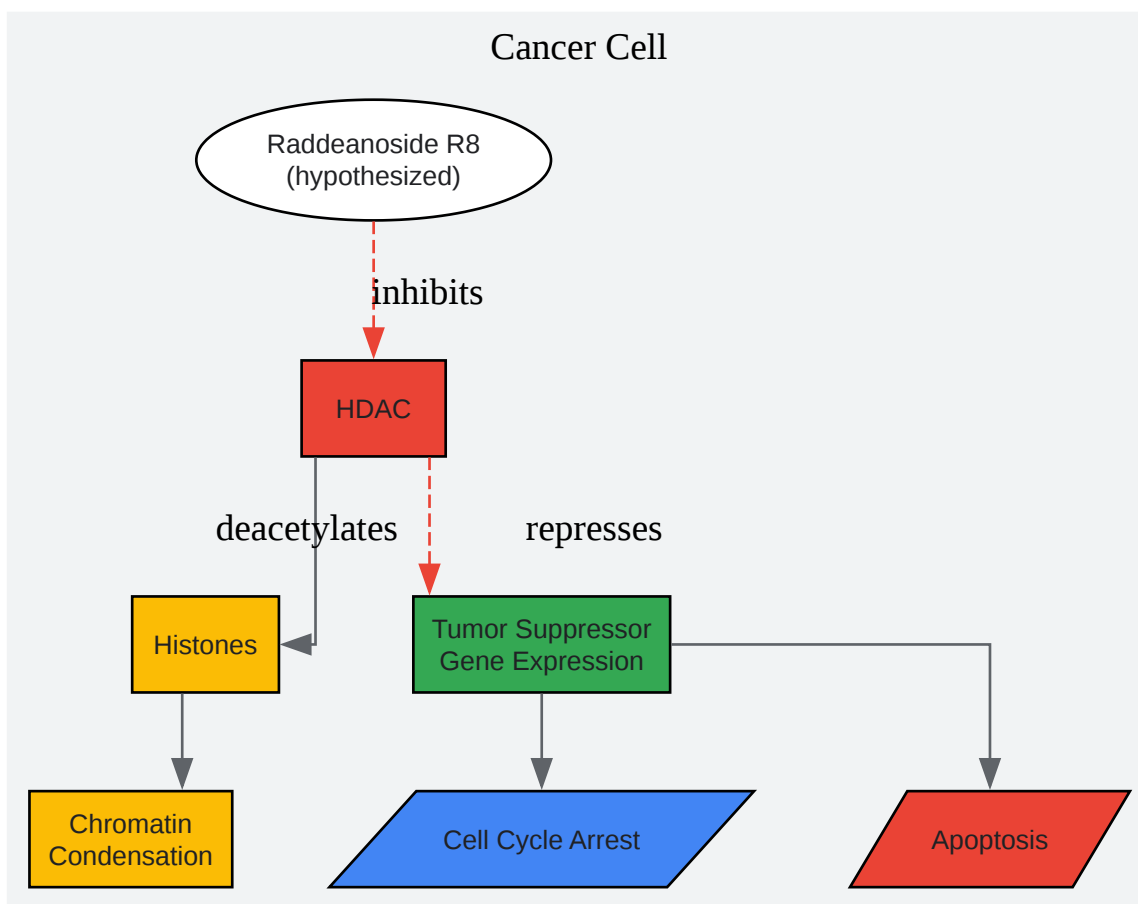 Cancer Cell
Raddeanoside R8
(hypothesized)
inhibits
HDAC
deacetylates
represses
Histones
Tumor Suppressor
Gene Expression
Chromatin
Condensation
Cell Cycle Arrest
Apoptosis